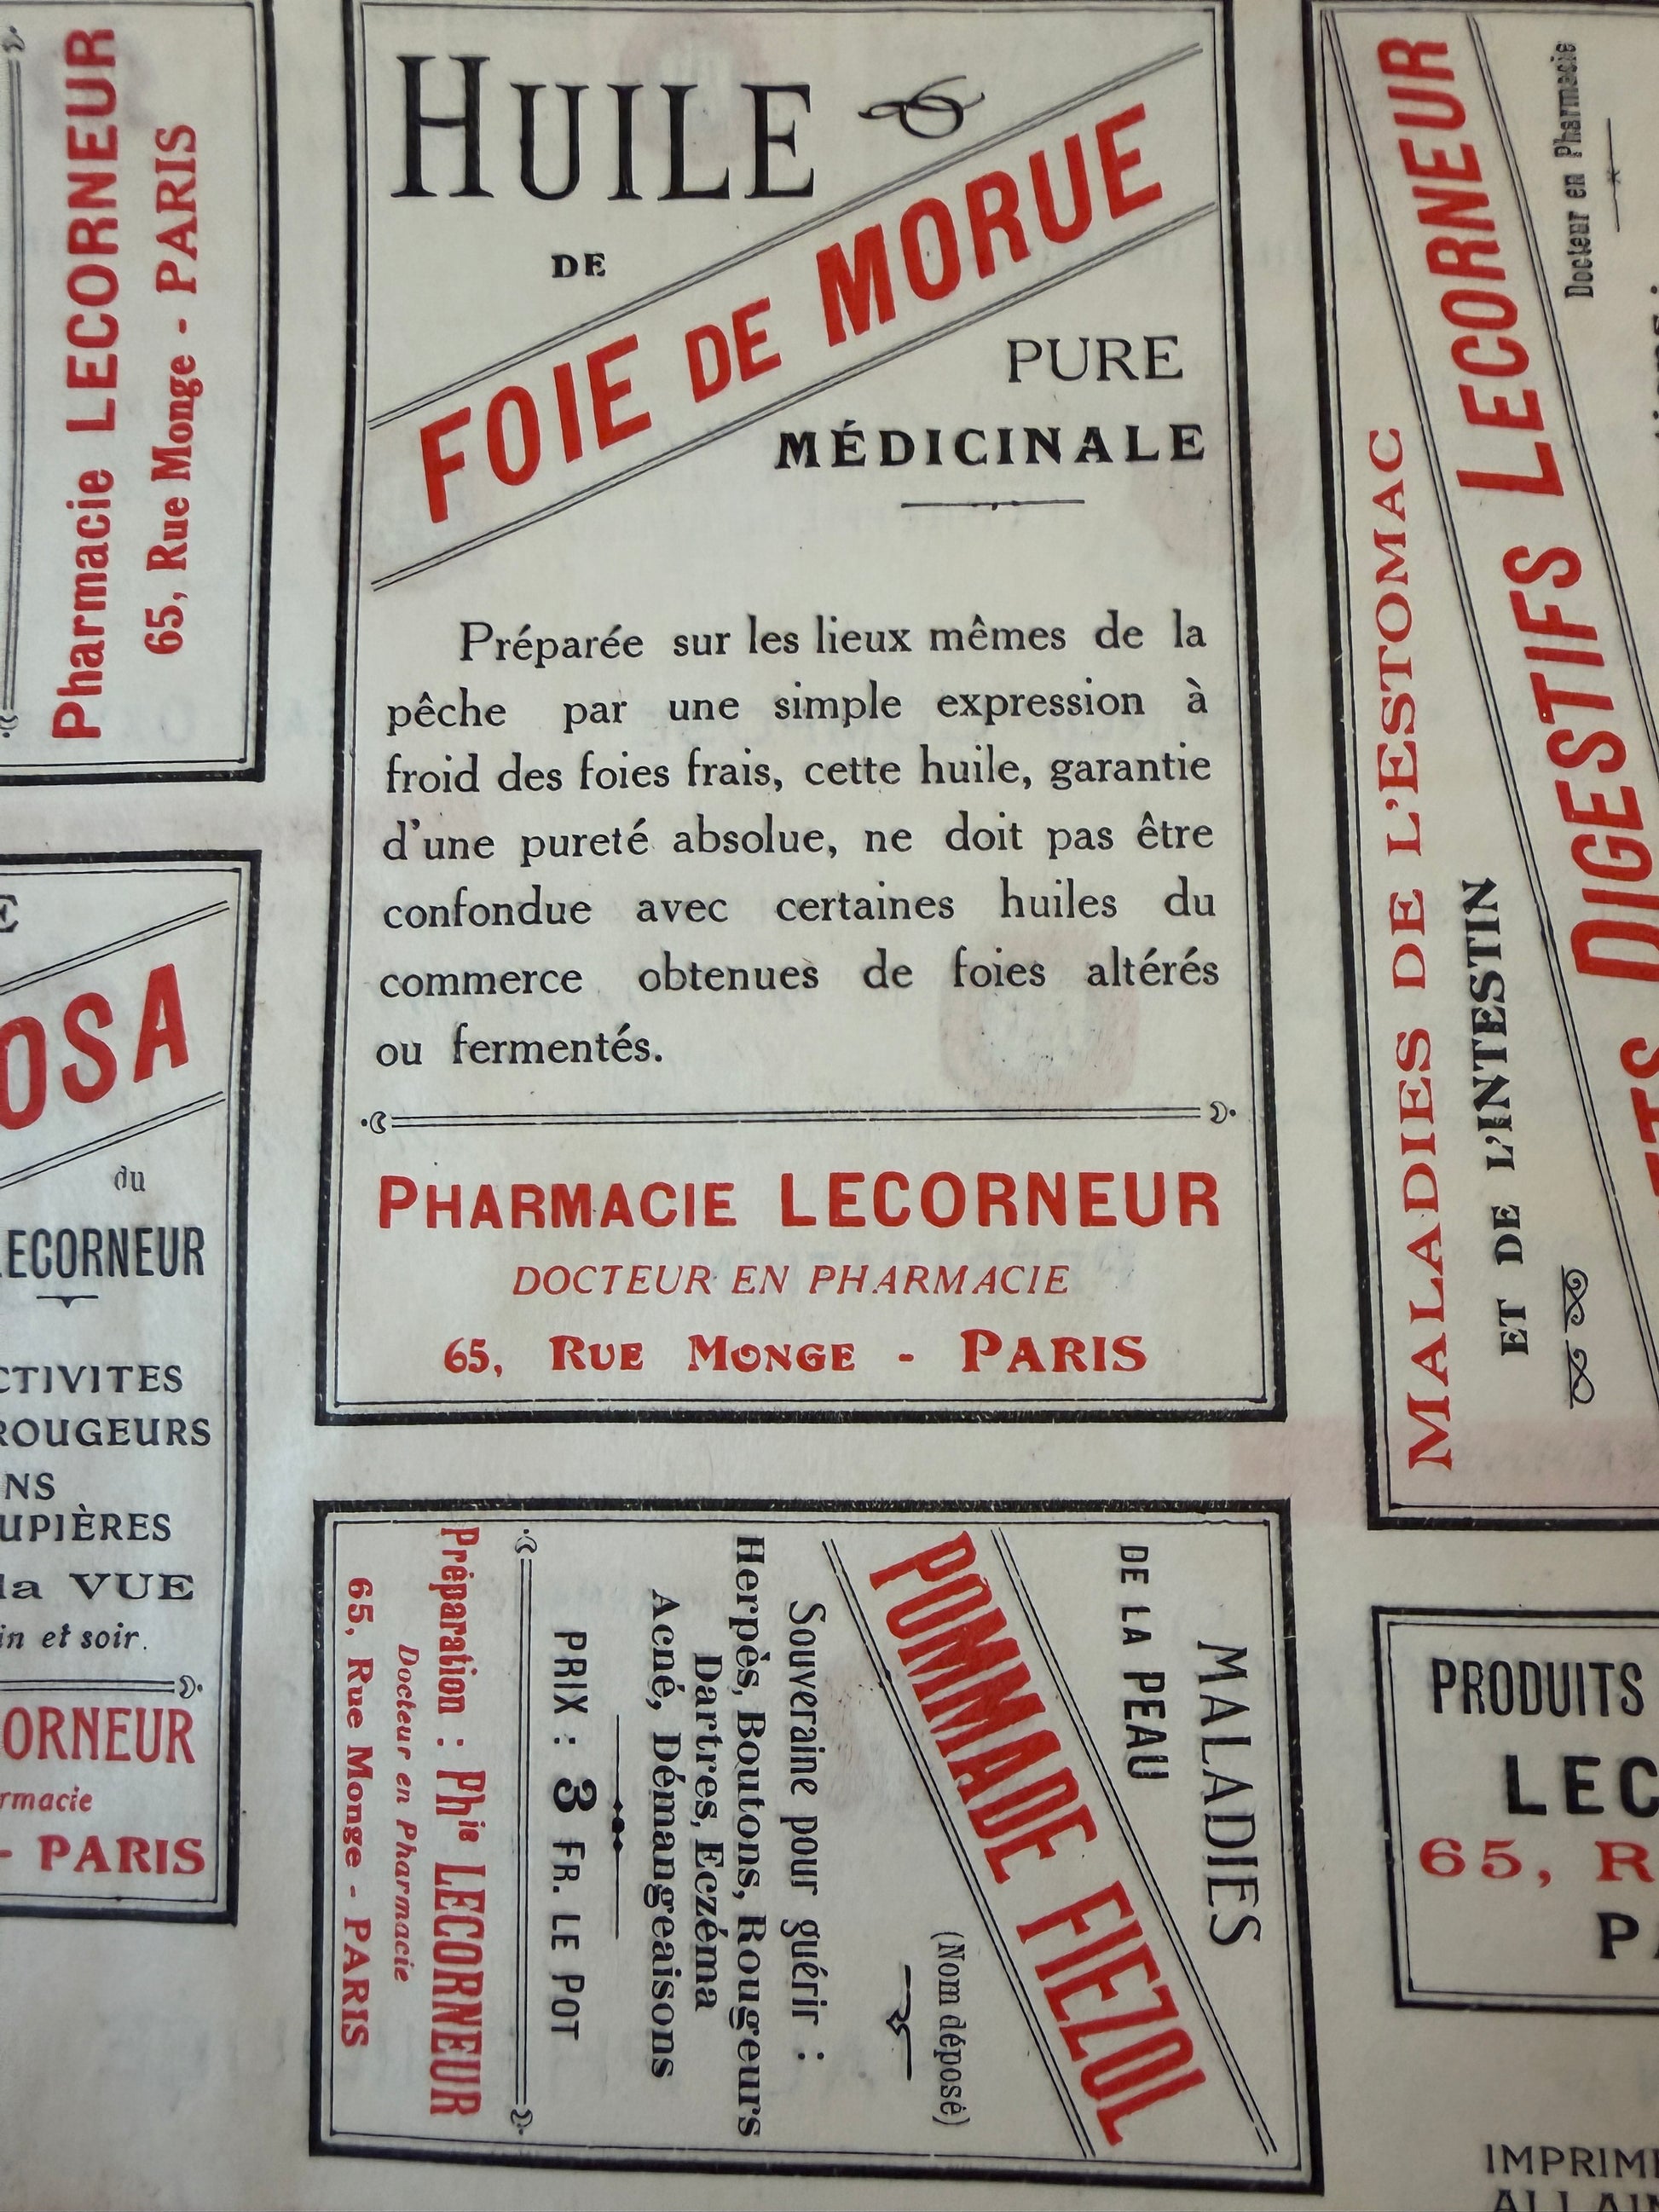 Pharmacie LECORNEUR
65, Rue Monge - PARIS
HUILE
DE
FOIE DE MORUE
PURE
MÉDICINALE
Préparée sur les lieux mêmes de la
pêche par une simple expression à
froid des foies frais, cette huile, garantie
d'une pureté absolue, ne doit pas être
confondue avec certaines huiles du
commerce obtenues de foies altérés
ou fermentés.
PHARMACIE LECORNEUR
DOCTEUR EN PHARMACIE
65, RUE MONGE - PARIS
MALADIES DE L'ESTOMAC
ET DE L'INTESTIN
DIGESTIFS LECORNEUR
Docteur en Pharmacie
OSA
du
LECORNEUR
CTIVITES
ROUGEURS
NS
UPIÈRES
la VUE
in et soir.
ORNEUR
rmacie
- PARIS
MALADIES
DE LA PEAU
POMMADE FIEZOL
(Nom déposé)
Souveraine pour guérir :
Herpès, Boutons, Rougeurs
Dartres, Eczéma
Acné, Démangeaisons
PRIX : 3 FR. LE POT
Préparation : Phie LECORNEUR
Docteur en Pharmacie
65, Rue Monge - PARIS
PRODUITS
LEC
65, R
PA
IMPRIME
ALLAIN